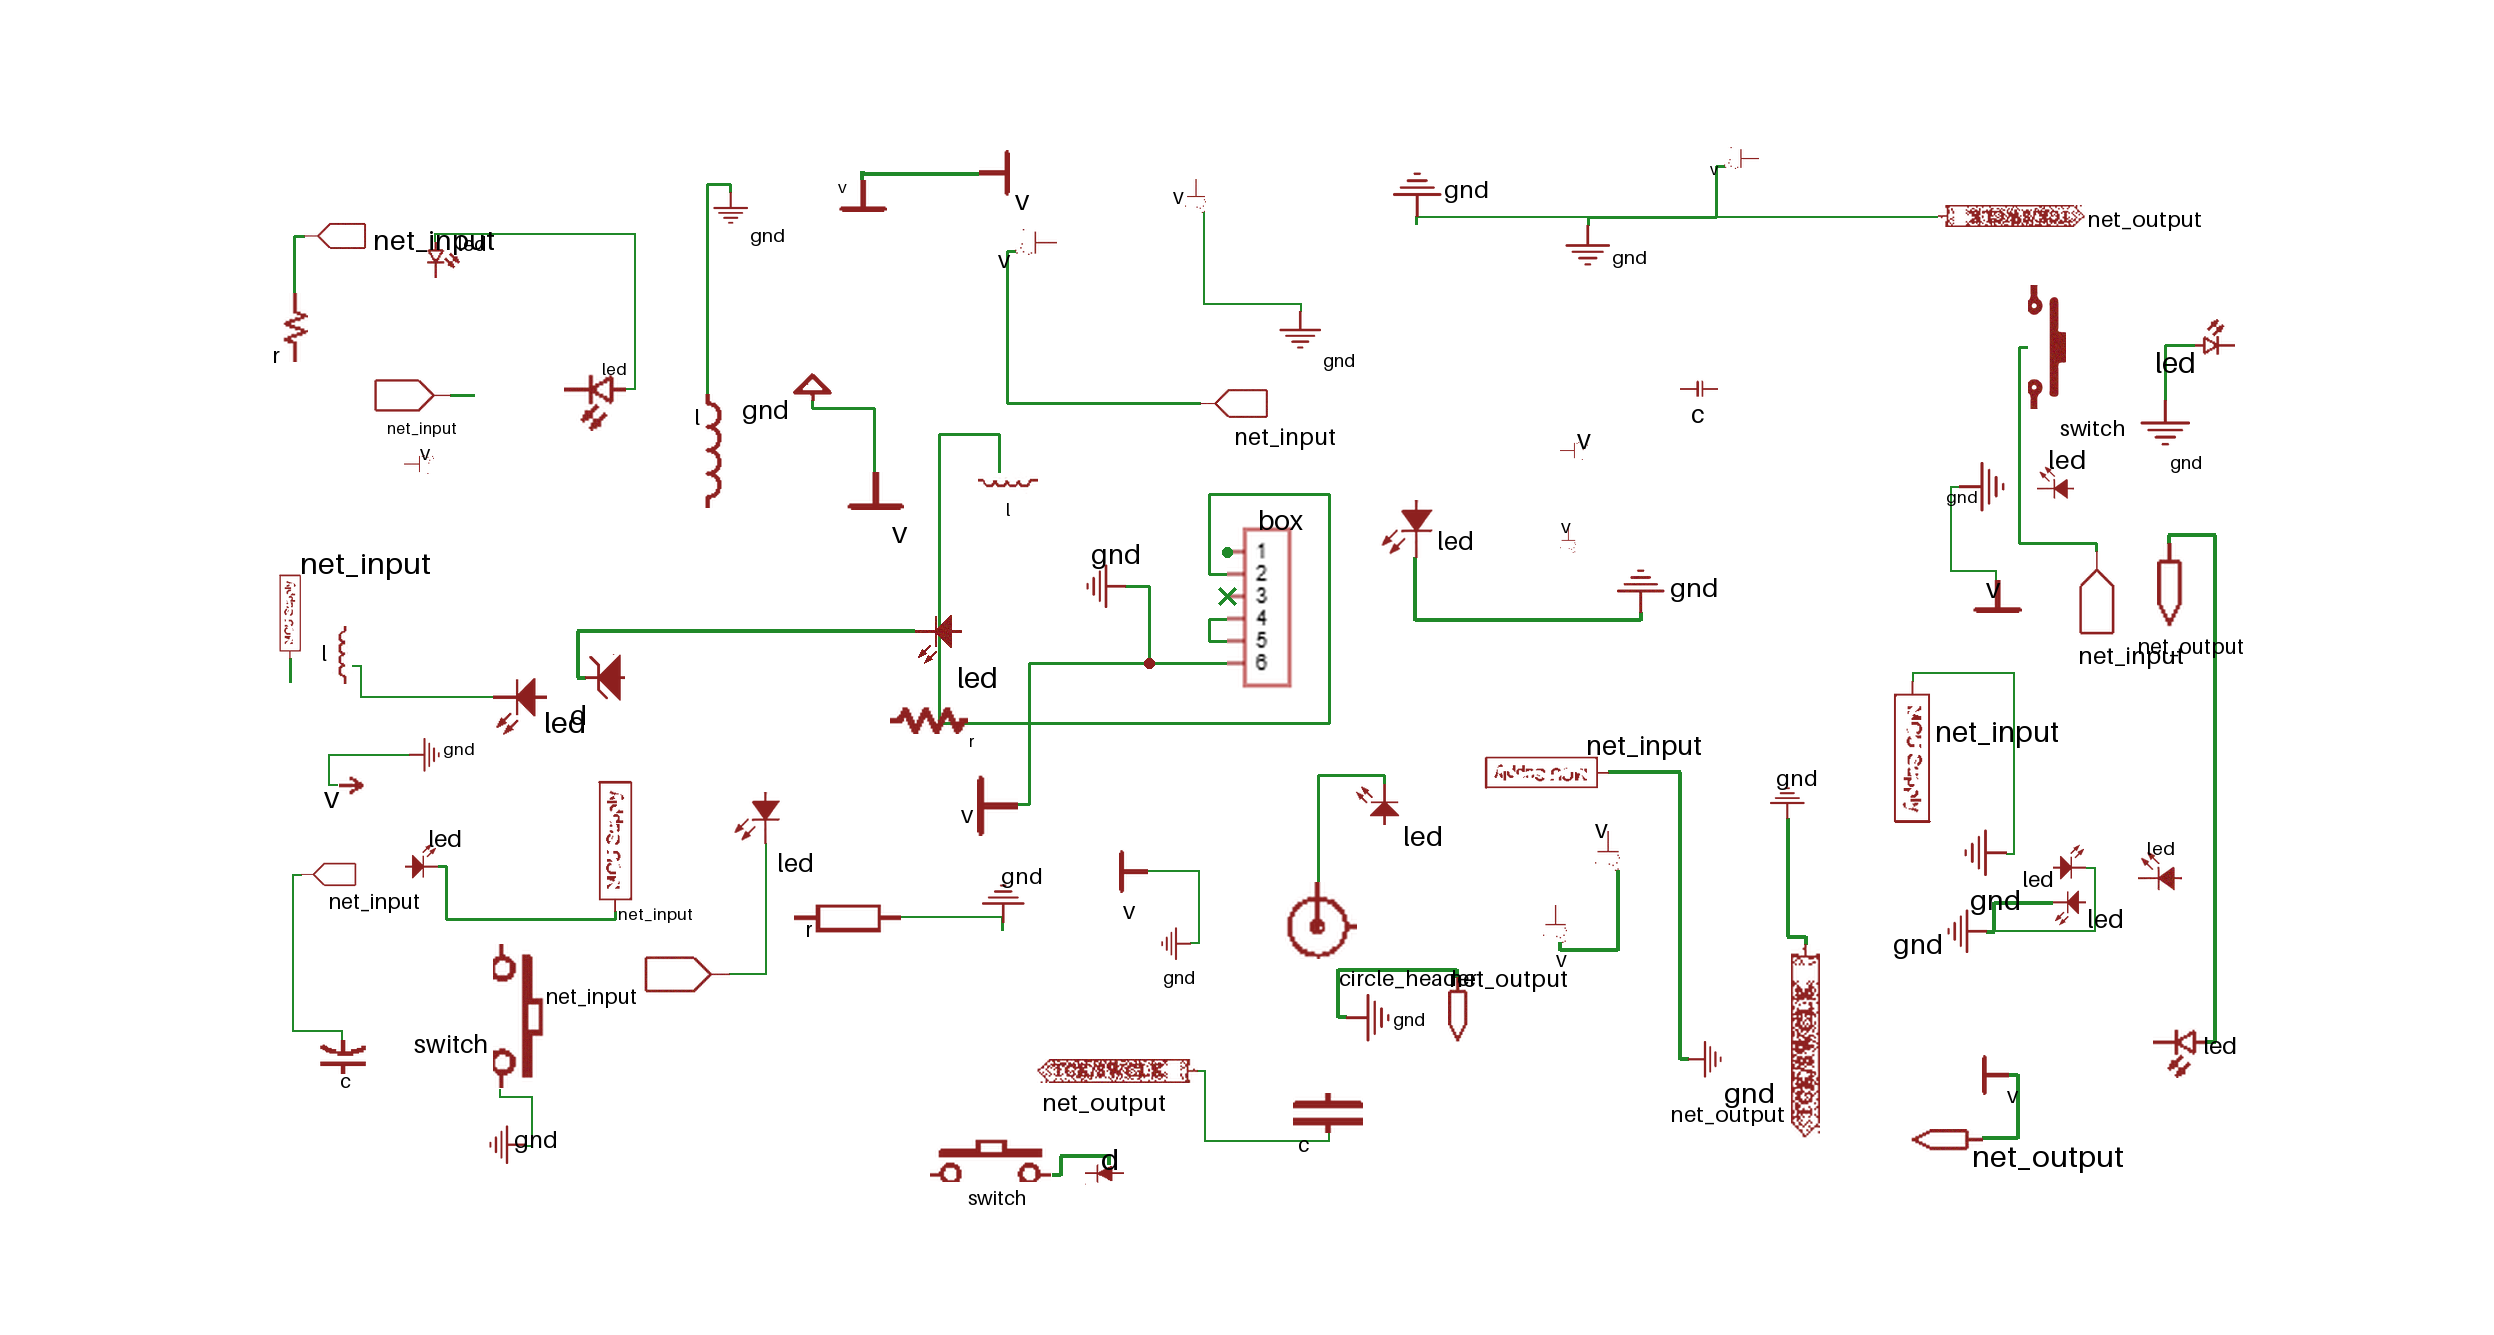 v
v
v
gnd
v
gnd
net_output
gnd
net_input
led
gnd
v
gnd
r
led
led
switch
gnd
l
gnd
net_input
c
net_input
v
v
led
gnd
l
gnd
v
box
1
2
3
4
5
6
v
led
gnd
net_input
l
gnd
v
net_input
net_output
led
led
d
r
net_input
net_input
gnd
v
gnd
v
v
led
led
led
led
net_input
r
gnd
v
led
gnd
led
gnd
net_input
net_input
gnd
circle_header
net_output
v
gnd
switch
c
gnd
net_output
c
gnd
net_output
led
v
net_output
d
switch